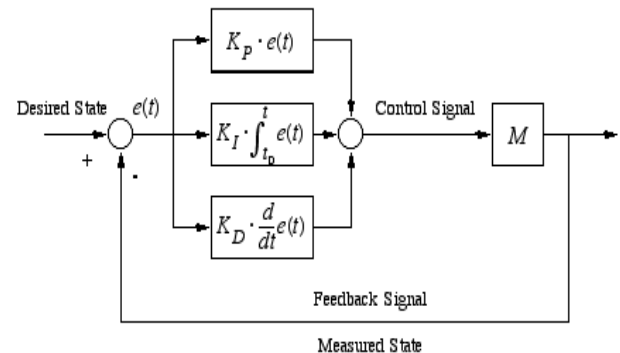 K_P · e(t)
Desired State e(t)
K_I · ∫_{t_0}^{t} e(t)
Control Signal
M
+
-
K_D · d/dt e(t)
Feedback Signal
Measured State